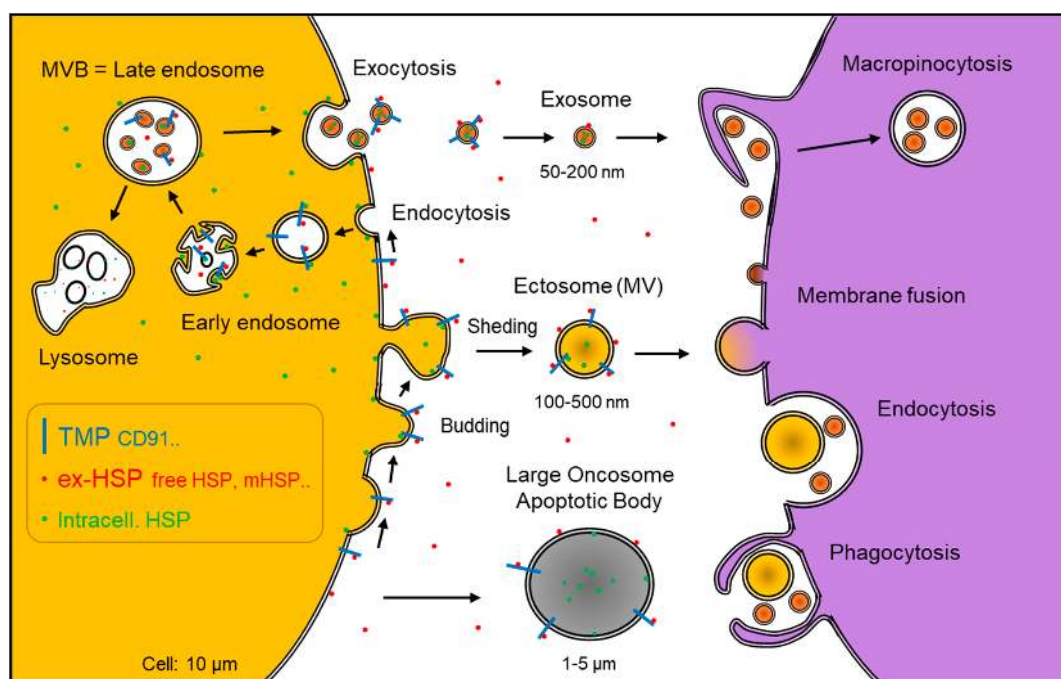 MVB = Late endosome
Exocytosis
Exosome
50-200 nm
Macropinocytosis
Endocytosis
Early endosome
Lysosome
Ectosome (MV)
Sheding
100-500 nm
Membrane fusion
Budding
Endocytosis
TMP CD91..
• ex-HSP free HSP, mHSP..
• Intracell. HSP
Large Oncosome
Apoptotic Body
1-5 µm
Phagocytosis
Cell: 10 µm